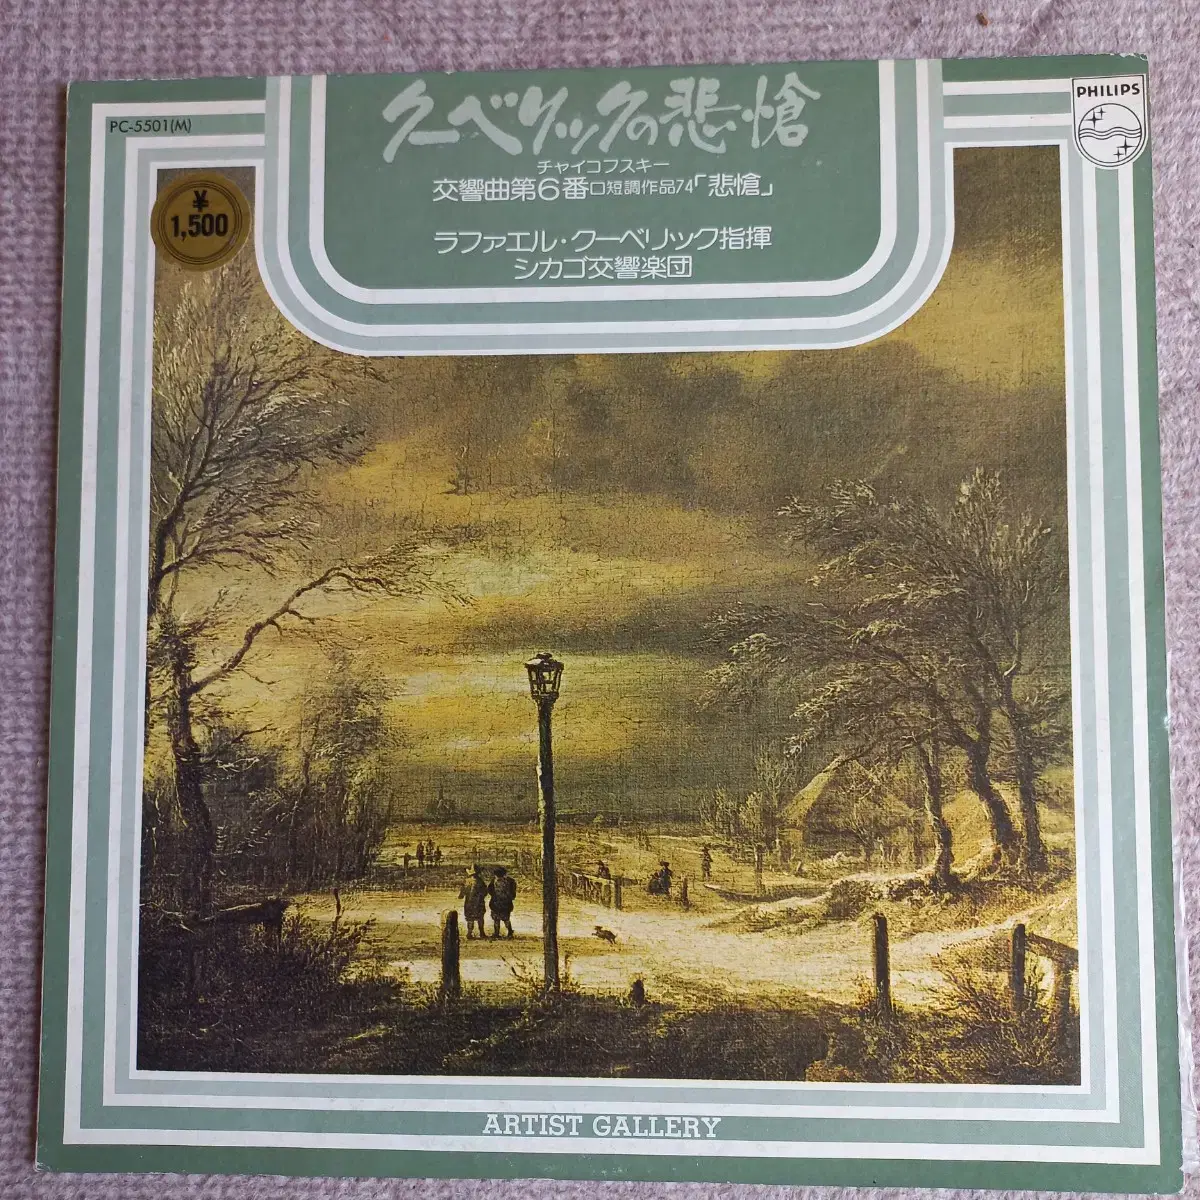 クーベリックの悲愴
PHILIPS
PC-5501(M)
チャイコフスキー
交響曲第6番ロ短調作品74「悲愴」
¥
1,500
ラファエル・クーベリック指揮
シカゴ交響楽団
ARTIST GALLERY